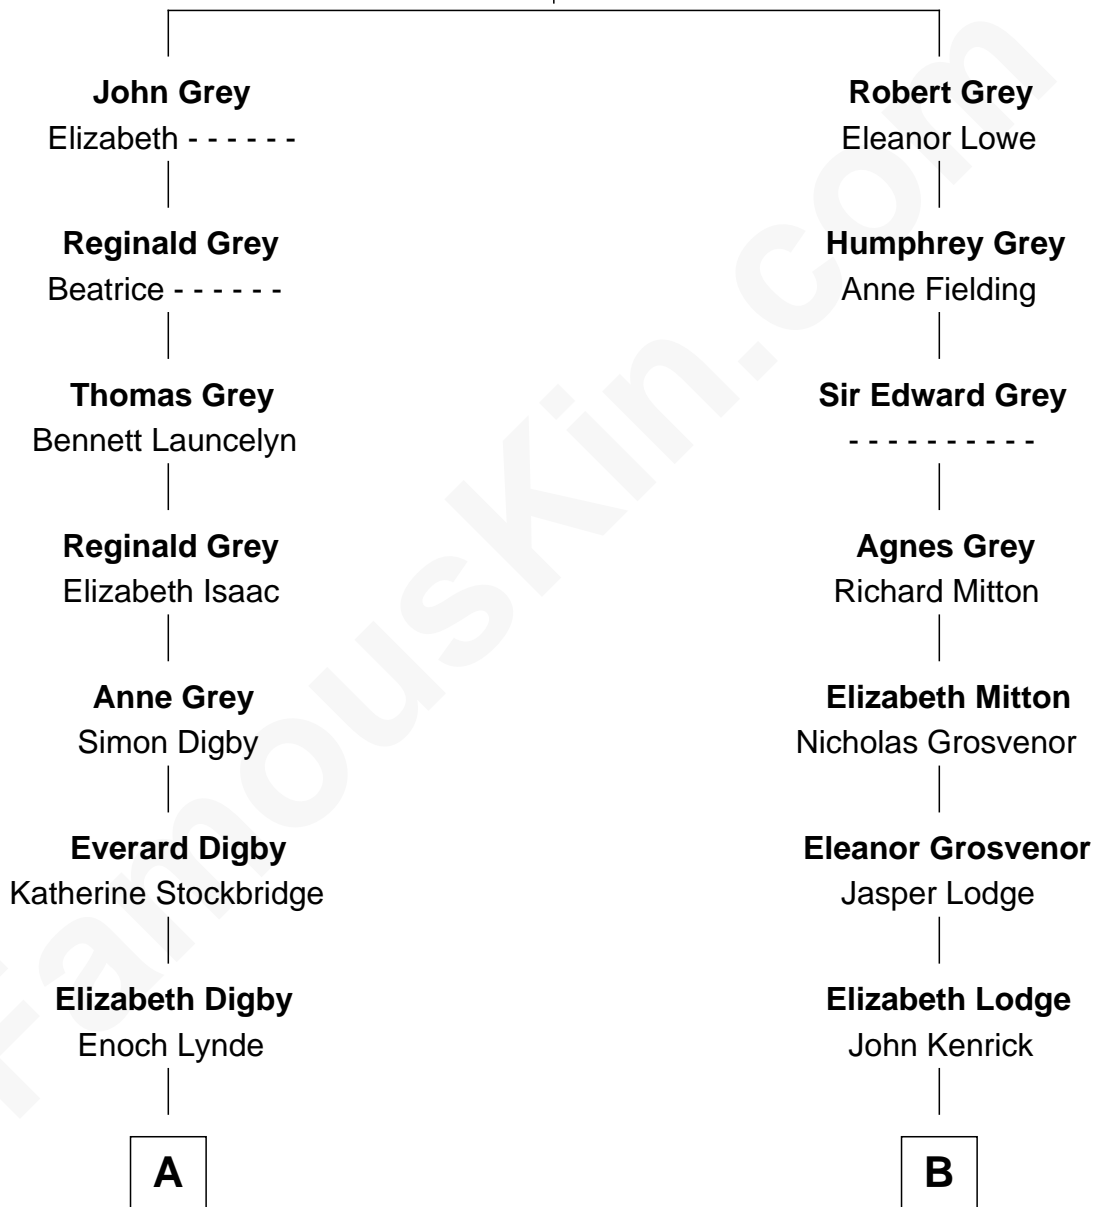 John Grey
Elizabeth - - - - - -
Reginald Grey
Beatrice - - - - - -
Thomas Grey
Bennett Launcelyn
Reginald Grey
Elizabeth Isaac
Anne Grey
Simon Digby
Everard Digby
Katherine Stockbridge
Elizabeth Digby
Enoch Lynde
A
Robert Grey
Eleanor Lowe
Humphrey Grey
Anne Fielding
Sir Edward Grey
- - - - - - - - - -
Agnes Grey
Richard Mitton
Elizabeth Mitton
Nicholas Grosvenor
Eleanor Grosvenor
Jasper Lodge
Elizabeth Lodge
John Kenrick
B
FamousKin.com